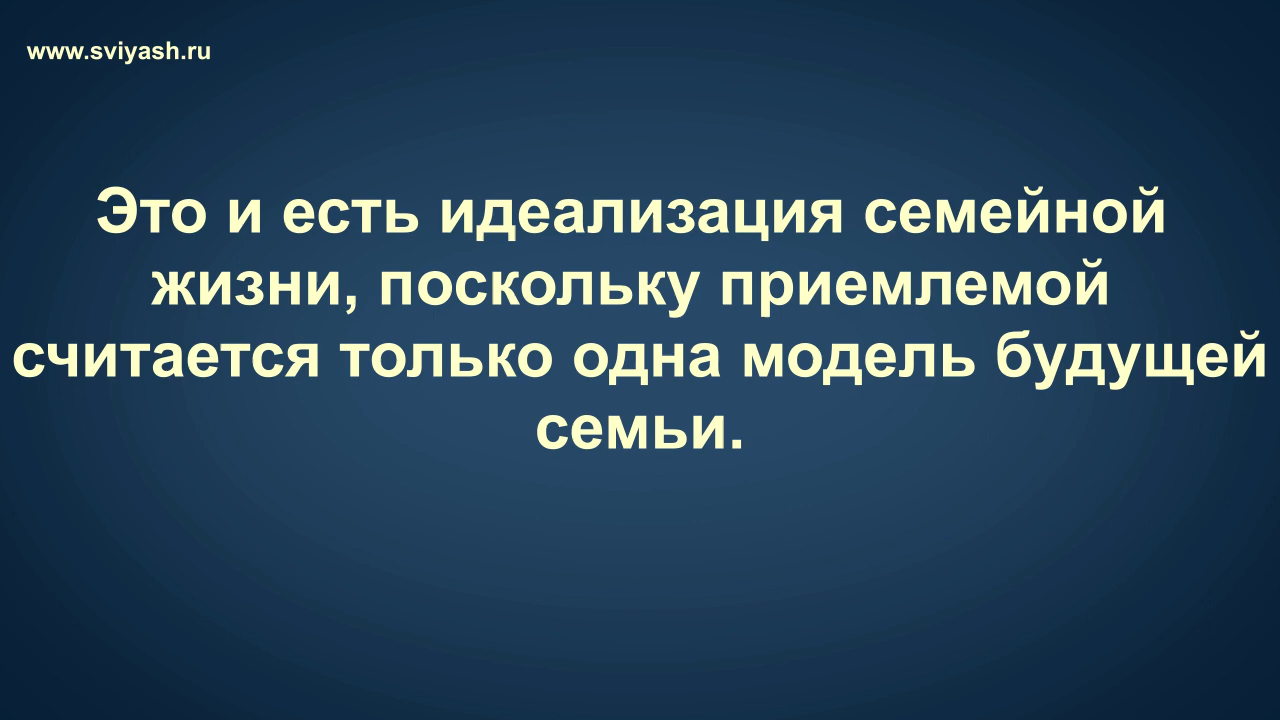 www.sviyash.ru
Это и есть идеализация семейной
жизни, поскольку приемлемой
считается только одна модель будущей
семьи.